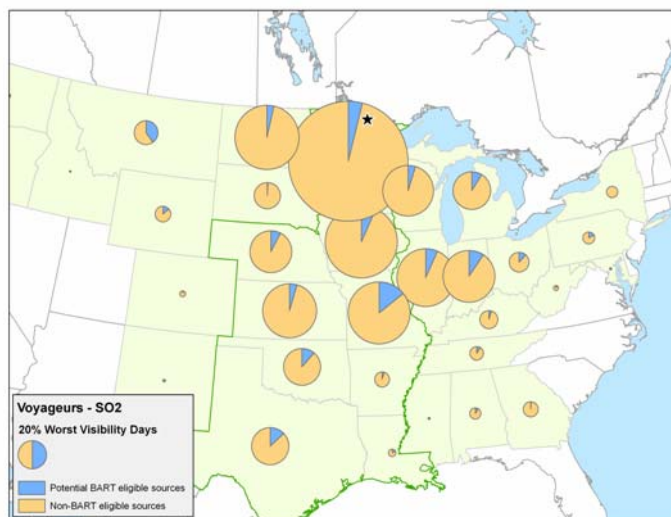 Voyageurs - SO2
20% Worst Visibility Days
Potential BART eligible sources
Non-BART eligible sources